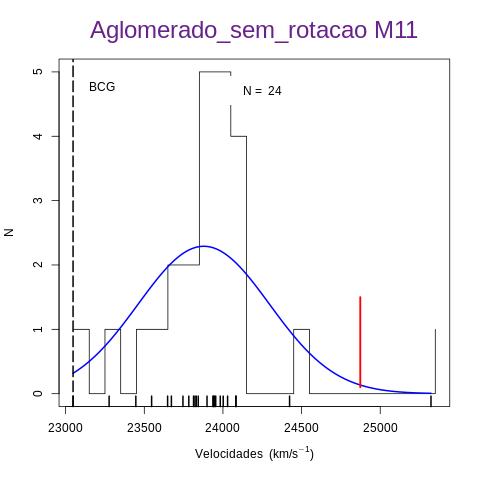 Aglomerado_sem_rotacao M11
BCG
N = 24
5
4
3
2
1
0
N
23000 23500 24000 24500 25000
Velocidades (km/s⁻¹)